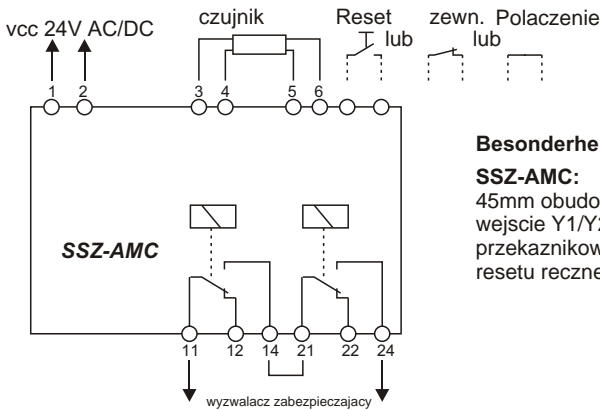 vcc 24V AC/DC
czujnik
Reset
lub
zewn. Polaczenie
lub
1 2 3 4 5 6
SSZ-AMC
11 12 14 21 22 24
wyzwalacz zabezpieczajacy
Besonderhe
SSZ-AMC:
45mm obudo
wejscie Y1/Y2
przekaznikow
resetu reczne